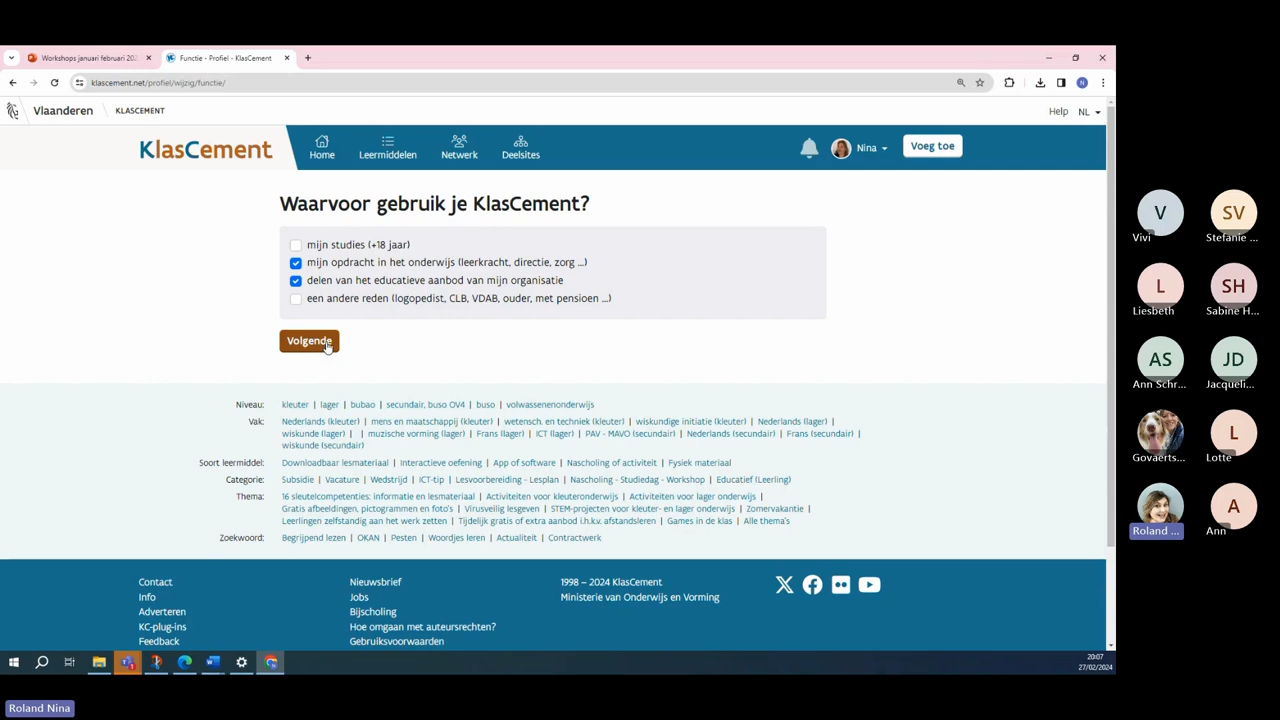 Workshops januari februari 202
Functie - Profiel - KlasCement
klascement.net/profiel/wijzig/functie/
N
Vlaanderen
KLASCEMENT
Help
NL
KlasCement
Home
Leermiddelen
Netwerk
Deelsites
Nina
Voeg toe
Waarvoor gebruik je KlasCement?
mijn studies (+18 jaar)
mijn opdracht in het onderwijs (leerkracht, directie, zorg ...)
delen van het educatieve aanbod van mijn organisatie
een andere reden (logopedist, CLB, VDAB, ouder, met pensioen ...)
Volgende
Niveau: kleuter | lager | bubao | secundair, buso OV4 | buso | volwassenenonderwijs
Vak: Nederlands (kleuter) | mens en maatschappij (kleuter) | wetensch. en techniek (kleuter) | wiskundige initiatie (kleuter) | Nederlands (lager) |
wiskunde (lager) | | muzische vorming (lager) | Frans (lager) | ICT (lager) | PAV - MAVO (secundair) | Nederlands (secundair) | Frans (secundair) |
wiskunde (secundair)
Soort leermiddel: Downloadbaar lesmateriaal | Interactieve oefening | App of software | Nascholing of activiteit | Fysiek materiaal
Categorie: Subsidie | Vacature | Wedstrijd | ICT-tip | Lesvoorbereiding - Lesplan | Nascholing - Studiedag - Workshop | Educatief (Leerling)
Thema: 16 sleutelcompetenties: informatie en lesmateriaal | Activiteiten voor kleuteronderwijs | Activiteiten voor lager onderwijs |
Gratis afbeeldingen, pictogrammen en foto's | Virusveilig lesgeven | STEM-projecten voor kleuter- en lager onderwijs | Zomervakantie |
Leerlingen zelfstandig aan het werk zetten | Tijdelijk gratis of extra aanbod i.h.k.v. afstandsleren | Games in de klas | Alle thema's
Zoekwoord: Begrijpend lezen | OKAN | Pesten | Woordjes leren | Actualiteit | Contractwerk
Contact
Info
Adverteren
KC-plug-ins
Feedback
Nieuwsbrief
Jobs
Bijscholing
Hoe omgaan met auteursrechten?
Gebruiksvoorwaarden
1998 – 2024 KlasCement
Ministerie van Onderwijs en Vorming
20:07
27/02/2024
V
Vivi
SV
Stefanie ...
L
Liesbeth
SH
Sabine H...
AS
Ann Schr...
JD
Jacqueli...
Govaerts...
L
Lotte
Roland ...
A
Ann
Roland Nina